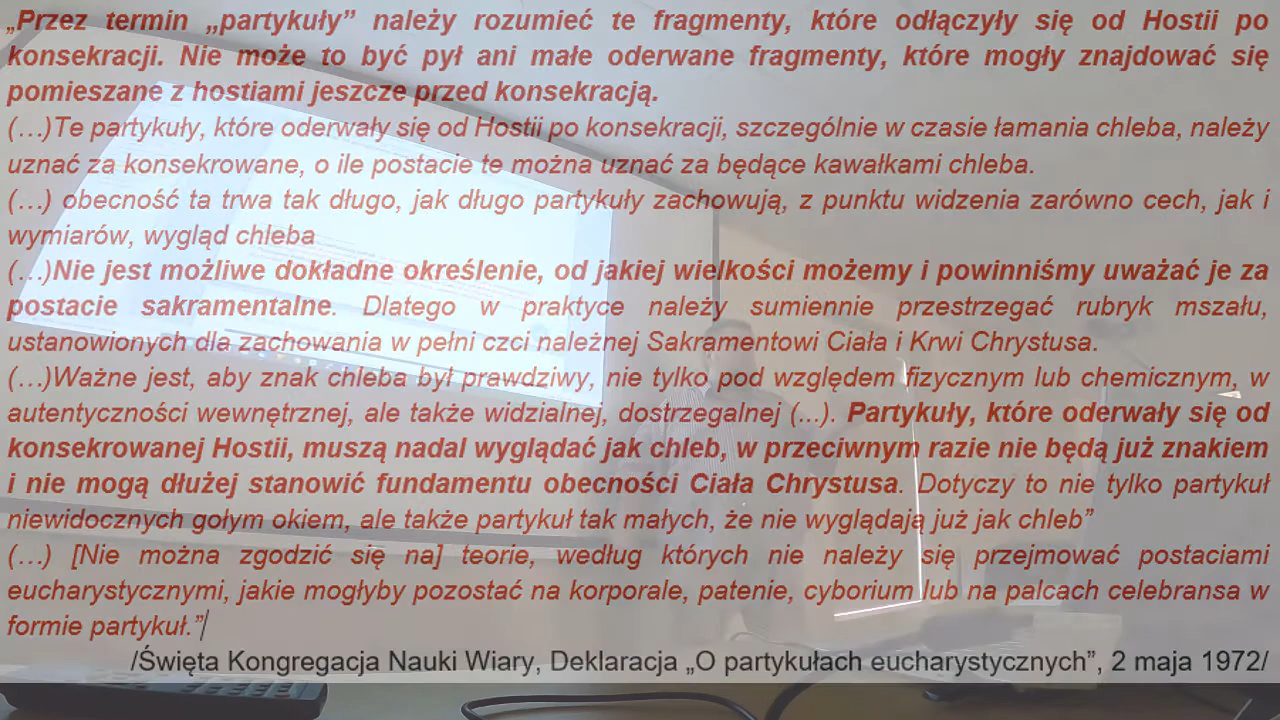 „Przez termin „partykuły” należy rozumieć te fragmenty, które odłączyły się od Hostii po
konsekracji. Nie może to być pył ani małe oderwane fragmenty, które mogły znajdować się
pomieszane z hostiami jeszcze przed konsekracją.
(…)Te partykuły, które oderwały się od Hostii po konsekracji, szczególnie w czasie łamania chleba, należy
uznać za konsekrowane, o ile postacie te można uznać za będące kawałkami chleba.
(…) obecność ta trwa tak długo, jak długo partykuły zachowują, z punktu widzenia zarówno cech, jak i
wymiarów, wygląd chleba
(…)Nie jest możliwe dokładne określenie, od jakiej wielkości możemy i powinniśmy uważać je za
postacie sakramentalne. Dlatego w praktyce należy sumiennie przestrzegać rubryk mszału,
ustanowionych dla zachowania w pełni czci należnej Sakramentowi Ciała i Krwi Chrystusa.
(…)Ważne jest, aby znak chleba był prawdziwy, nie tylko pod względem fizycznym lub chemicznym, w
autentyczności wewnętrznej, ale także widzialnej, dostrzegalnej (…). Partykuły, które oderwały się od
konsekrowanej Hostii, muszą nadal wyglądać jak chleb, w przeciwnym razie nie będą już znakiem
i nie mogą dłużej stanowić fundamentu obecności Ciała Chrystusa. Dotyczy to nie tylko partykuł
niewidocznych gołym okiem, ale także partykuł tak małych, że nie wyglądają już jak chleb”
(…) [Nie można zgodzić się na] teorie, według których nie należy się przejmować postaciami
eucharystycznymi, jakie mogłyby pozostać na korporale, patenie, cyborium lub na palcach celebransa w
formie partykuł.”
/Święta Kongregacja Nauki Wiary, Deklaracja „O partykułach eucharystycznych”, 2 maja 1972/